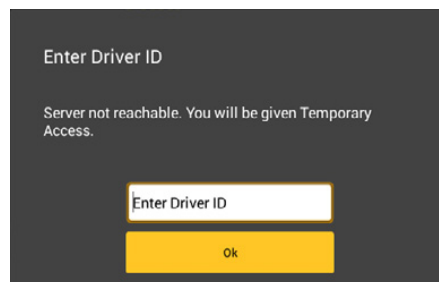 Enter Driver ID
Server not reachable. You will be given Temporary
Access.
Enter Driver ID
Ok